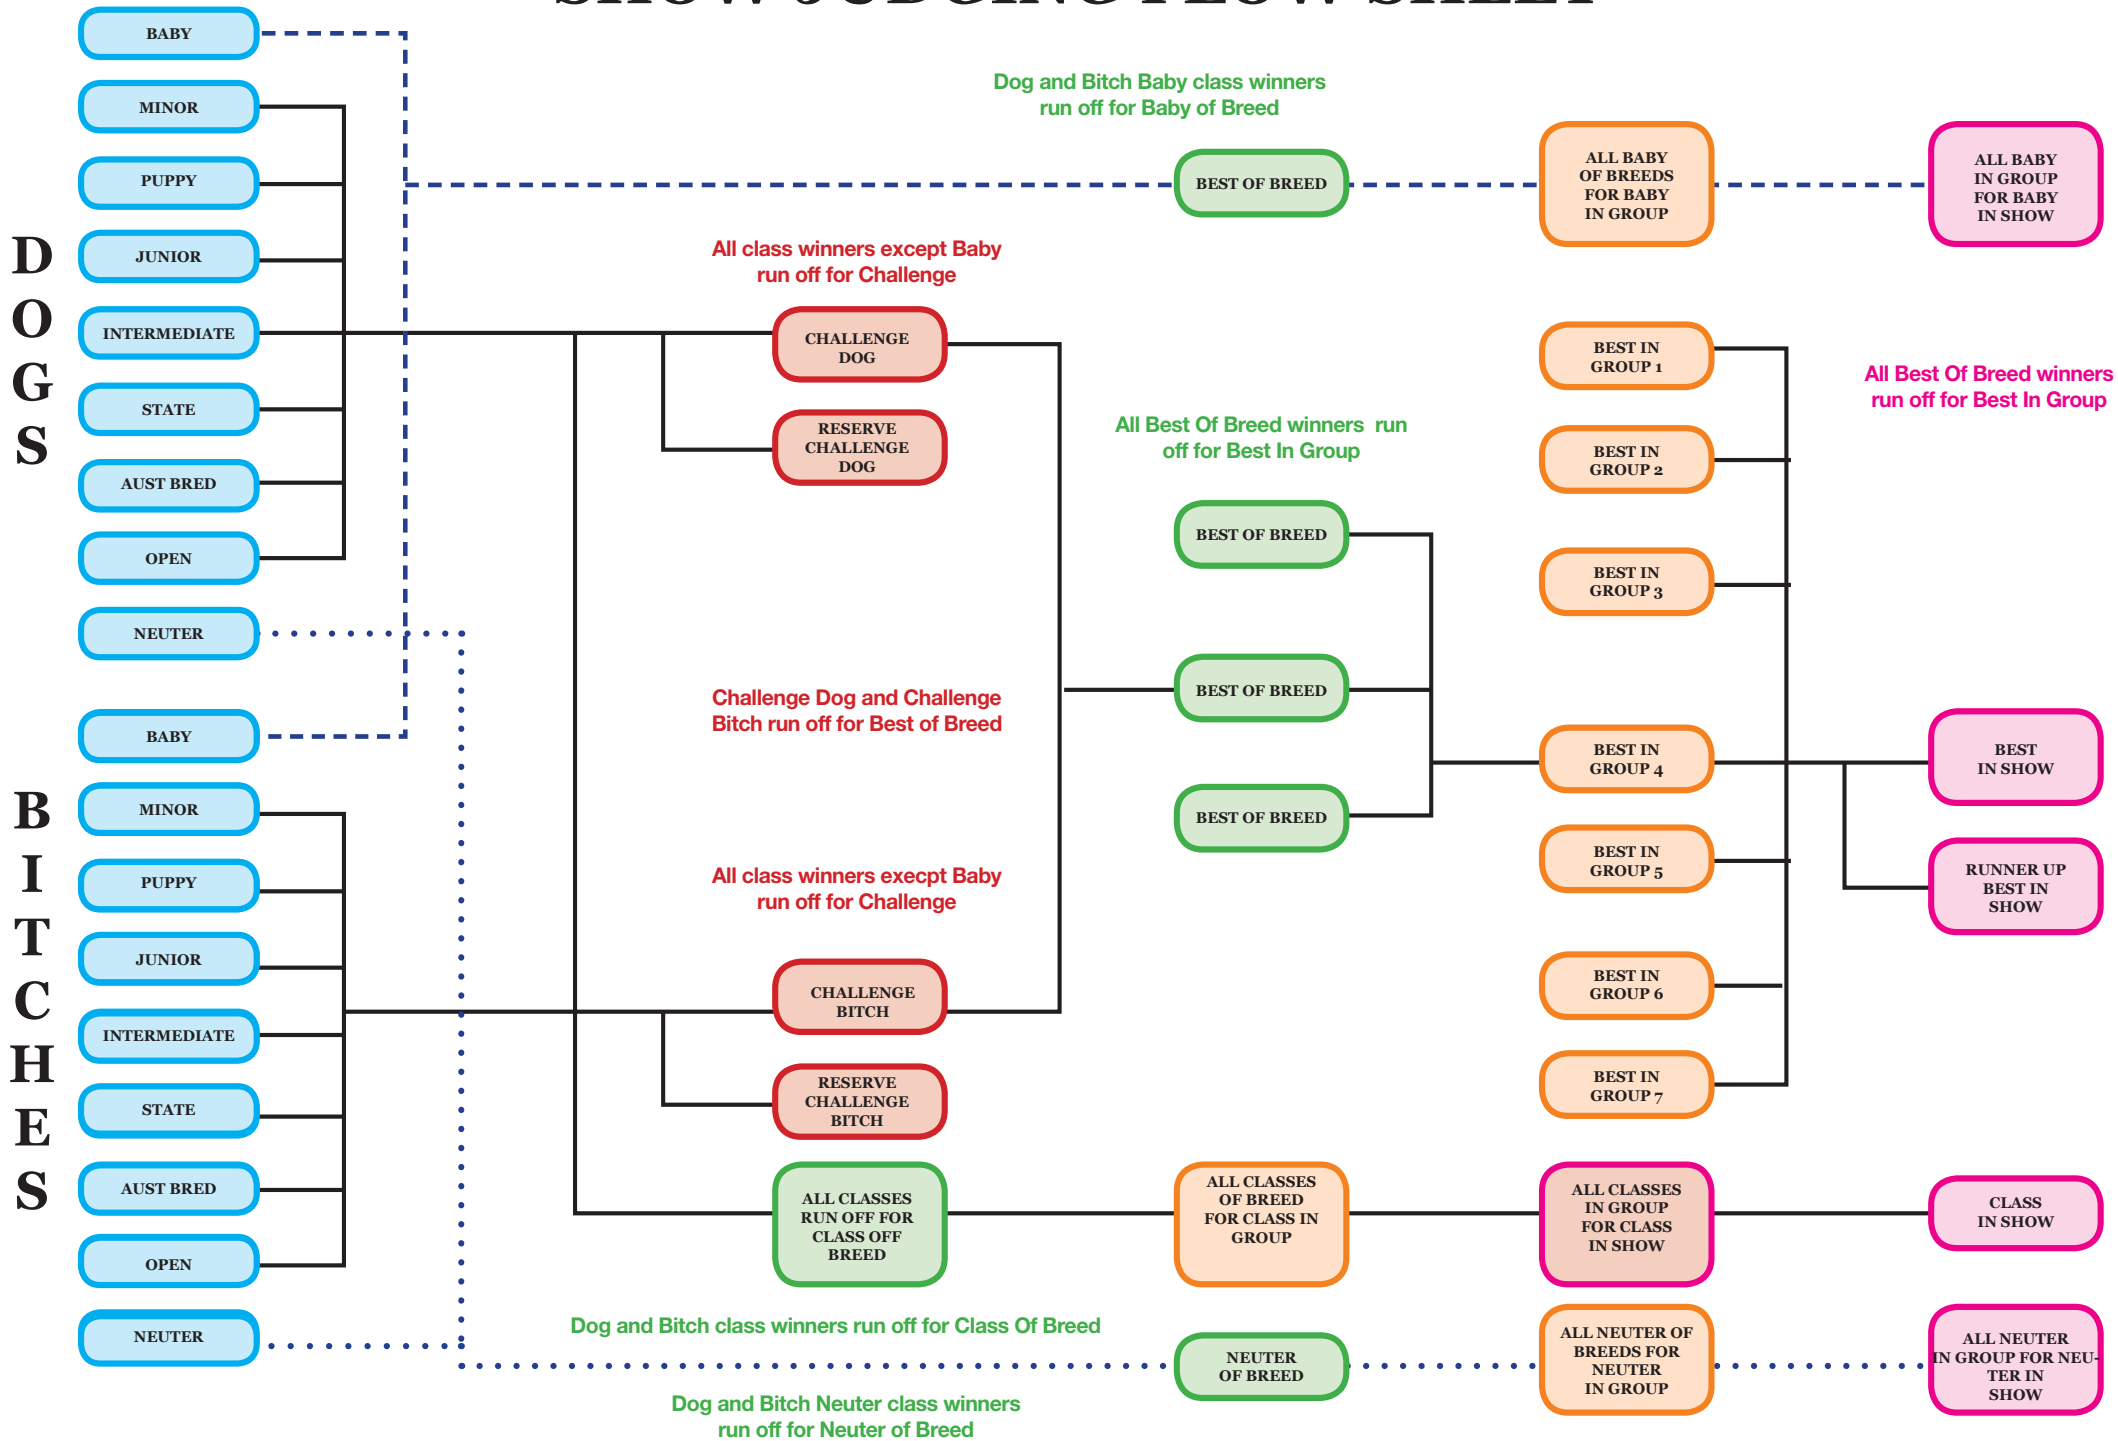 SHOW JUDGING FLOW SHEET
DOGS
BABY
MINOR
PUPPY
JUNIOR
INTERMEDIATE
STATE
AUST BRED
OPEN
NEUTER
BITCHES
BABY
MINOR
PUPPY
JUNIOR
INTERMEDIATE
STATE
AUST BRED
OPEN
NEUTER
All class winners except Baby
run off for Challenge
CHALLENGE
DOG
RESERVE
CHALLENGE
DOG
Challenge Dog and Challenge
Bitch run off for Best of Breed
All class winners execpt Baby
run off for Challenge
CHALLENGE
BITCH
RESERVE
CHALLENGE
BITCH
ALL CLASSES
RUN OFF FOR
CLASS OFF
BREED
Dog and Bitch class winners run off for Class Of Breed
Dog and Bitch Neuter class winners
run off for Neuter of Breed
Dog and Bitch Baby class winners
run off for Baby of Breed
BEST OF BREED
All Best Of Breed winners run
off for Best In Group
BEST OF BREED
BEST OF BREED
BEST OF BREED
ALL CLASSES
OF BREED
FOR CLASS IN
GROUP
NEUTER
OF BREED
ALL BABY
OF BREEDS
FOR BABY
IN GROUP
BEST IN
GROUP 1
BEST IN
GROUP 2
BEST IN
GROUP 3
BEST IN
GROUP 4
BEST IN
GROUP 5
BEST IN
GROUP 6
BEST IN
GROUP 7
ALL CLASSES
IN GROUP
FOR CLASS
IN SHOW
ALL NEUTER OF
BREEDS FOR
NEUTER
IN GROUP
ALL BABY
IN GROUP
FOR BABY
IN SHOW
All Best Of Breed winners
run off for Best In Group
BEST
IN SHOW
RUNNER UP
BEST IN
SHOW
CLASS
IN SHOW
ALL NEUTER
IN GROUP FOR NEU-
TER IN
SHOW